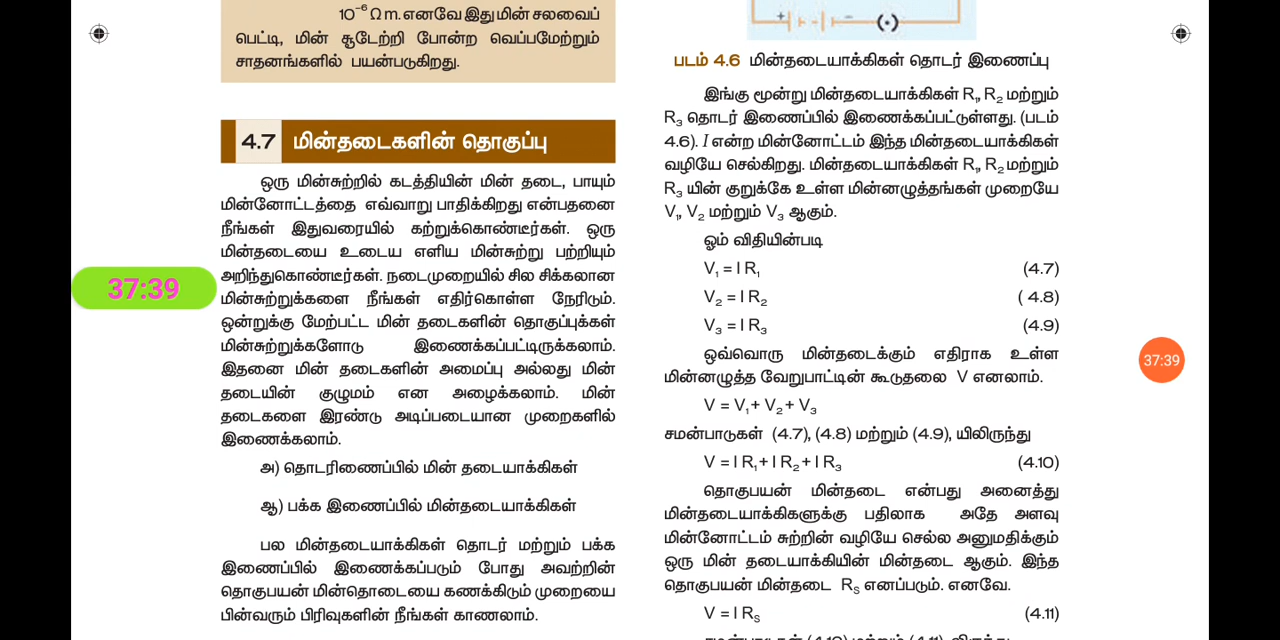 10⁻⁶ Ω m. எனவே இது மின் சலவைப்
பெட்டி, மின் சூடேற்றி போன்ற வெப்பமேற்றும்
சாதனங்களில் பயன்படுகிறது.
4.7 மின்தடைகளின் தொகுப்பு
ஒரு மின்சுற்றில் கடத்தியின் மின் தடை, பாயும்
மின்னோட்டத்தை எவ்வாறு பாதிக்கிறது என்பதனை
நீங்கள் இதுவரையில் கற்றுக்கொண்டீர்கள். ஒரு
மின்தடையை உடைய எளிய மின்சுற்று பற்றியும்
அறிந்துகொண்டீர்கள். நடைமுறையில் சில சிக்கலான
மின்சுற்றுக்களை நீங்கள் எதிர்கொள்ள நேரிடும்.
ஒன்றுக்கு மேற்பட்ட மின் தடைகளின் தொகுப்புக்கள்
மின்சுற்றுக்களோடு இணைக்கப்பட்டிருக்கலாம்.
இதனை மின் தடைகளின் அமைப்பு அல்லது மின்
தடையின் குழுமம் என அழைக்கலாம். மின்
தடைகளை இரண்டு அடிப்படையான முறைகளில்
இணைக்கலாம்.
அ) தொடரிணைப்பில் மின் தடையாக்கிகள்
ஆ) பக்க இணைப்பில் மின்தடையாக்கிகள்
பல மின்தடையாக்கிகள் தொடர் மற்றும் பக்க
இணைப்பில் இணைக்கப்படும் போது அவற்றின்
தொகுபயன் மின்தொடையை கணக்கிடும் முறையை
பின்வரும் பிரிவுகளின் நீங்கள் காணலாம்.
37:39
+ −
படம் 4.6 மின்தடையாக்கிகள் தொடர் இணைப்பு
இங்கு மூன்று மின்தடையாக்கிகள் R₁, R₂ மற்றும்
R₃ தொடர் இணைப்பில் இணைக்கப்பட்டுள்ளது. (படம்
4.6). I என்ற மின்னோட்டம் இந்த மின்தடையாக்கிகள்
வழியே செல்கிறது. மின்தடையாக்கிகள் R₁, R₂ மற்றும்
R₃ யின் குறுக்கே உள்ள மின்னழுத்தங்கள் முறையே
V₁, V₂ மற்றும் V₃ ஆகும்.
ஓம் விதியின்படி
V₁ = I R₁ (4.7)
V₂ = I R₂ ( 4.8)
V₃ = I R₃ (4.9)
ஒவ்வொரு மின்தடைக்கும் எதிராக உள்ள
மின்னழுத்த வேறுபாட்டின் கூடுதலை V எனலாம்.
V = V₁ + V₂ + V₃
சமன்பாடுகள் (4.7), (4.8) மற்றும் (4.9), யிலிருந்து
V = I R₁ + I R₂ + I R₃ (4.10)
தொகுபயன் மின்தடை என்பது அனைத்து
மின்தடையாக்கிகளுக்கு பதிலாக அதே அளவு
மின்னோட்டம் சுற்றின் வழியே செல்ல அனுமதிக்கும்
ஒரு மின் தடையாக்கியின் மின்தடை ஆகும். இந்த
தொகுபயன் மின்தடை Rₛ எனப்படும். எனவே.
V = I Rₛ (4.11)
37:39